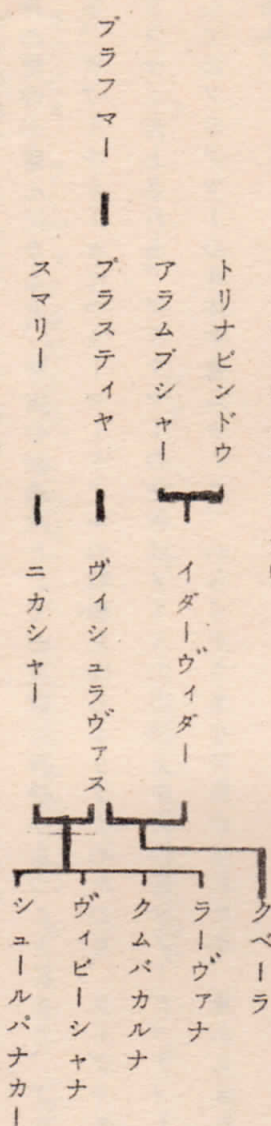 トリナビンドウ
アラムブシャー
ブラフマー
プラスティヤ
スマリー
イダーヴィダー
ヴィシュラヴァス
ニカシャー
クベーラ
ラーヴァナ
クムバカルナ
ヴィビーシャナ
シュールパナカー